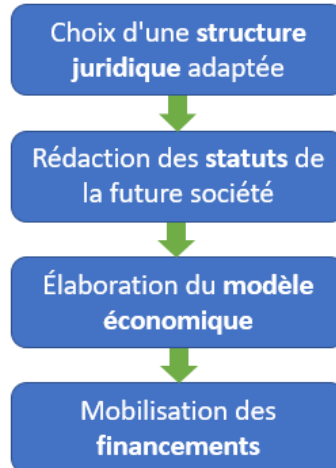 Choix d'une structure
juridique adaptée
Rédaction des statuts de
la future société
Élaboration du modèle
économique
Mobilisation des
financements